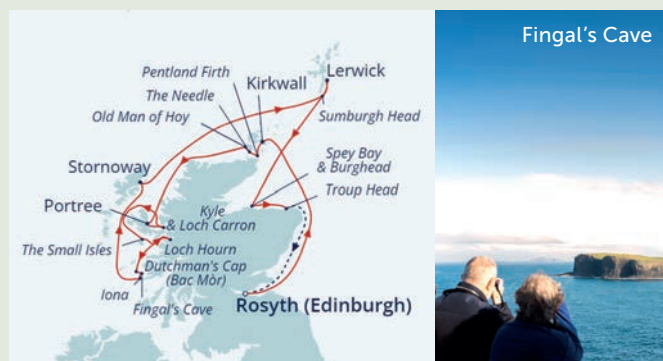 Pentland Firth
Kirkwall
Lerwick
The Needle
Old Man of Hoy
Sumburgh Head
Stornoway
Spey Bay
& Burghead
Troup Head
Portree
Kyle
& Loch Carron
The Small Isles
Loch Hourn
Dutchman's Cap
(Bac Mòr)
Iona
Fingal's Cave
Rosyth (Edinburgh)
Fingal's Cave